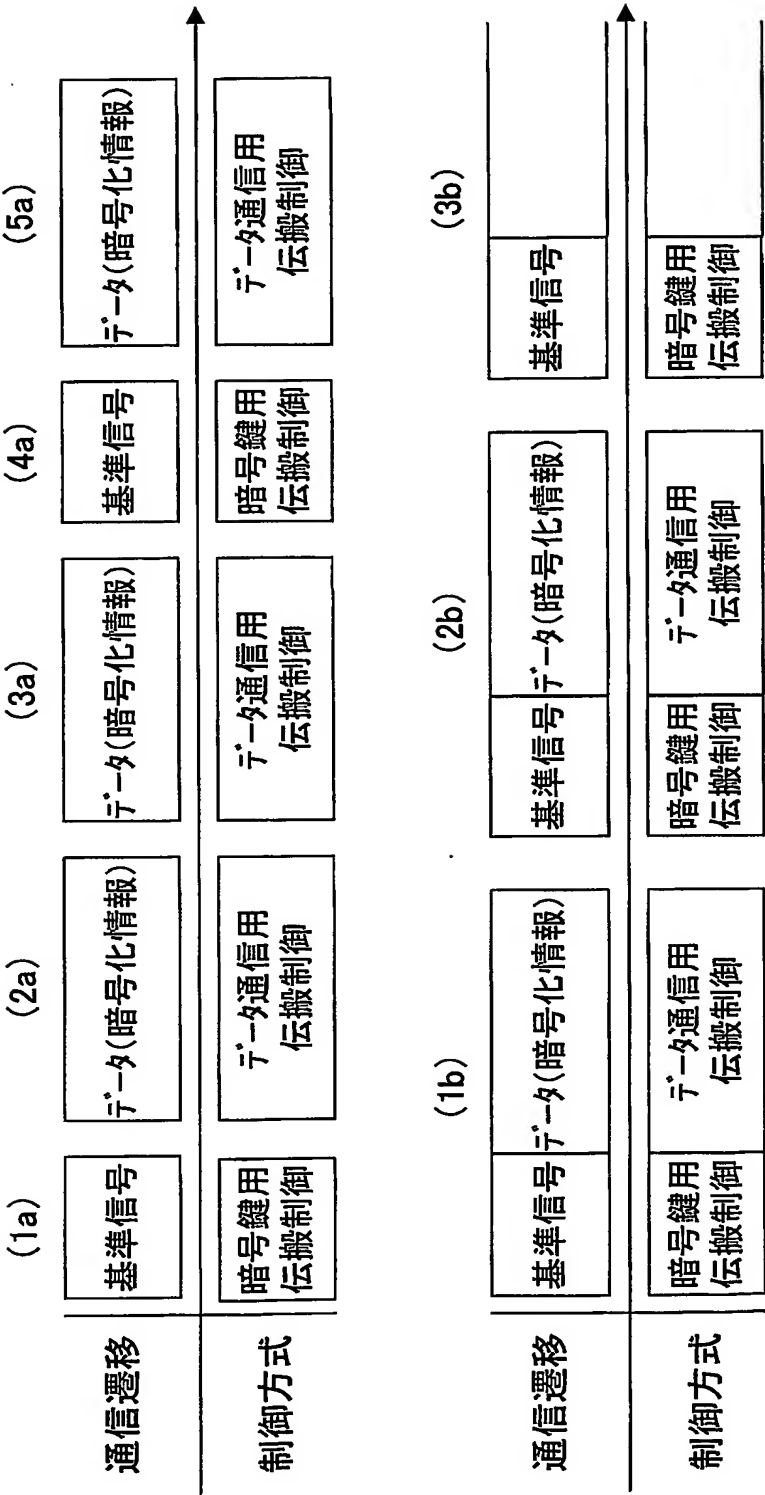 (1a)
(2a)
(3a)
(4a)
(5a)
通信遷移
基準信号
データ(暗号化情報)
データ(暗号化情報)
基準信号
データ(暗号化情報)
制御方式
暗号鍵用
伝搬制御
データ通信用
伝搬制御
データ通信用
伝搬制御
暗号鍵用
伝搬制御
データ通信用
伝搬制御
(1b)
(2b)
(3b)
通信遷移
基準信号
データ(暗号化情報)
基準信号
データ(暗号化情報)
基準信号
制御方式
暗号鍵用
伝搬制御
データ通信用
伝搬制御
暗号鍵用
伝搬制御
データ通信用
伝搬制御
暗号鍵用
伝搬制御